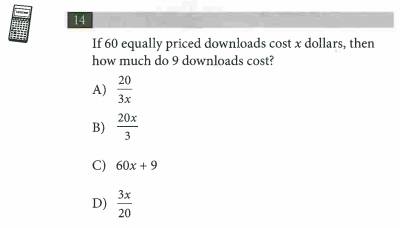 14
If 60 equally priced downloads cost x dollars, then
how much do 9 downloads cost?
A) 20/3x
B) 20x/3
C) 60x + 9
D) 3x/20